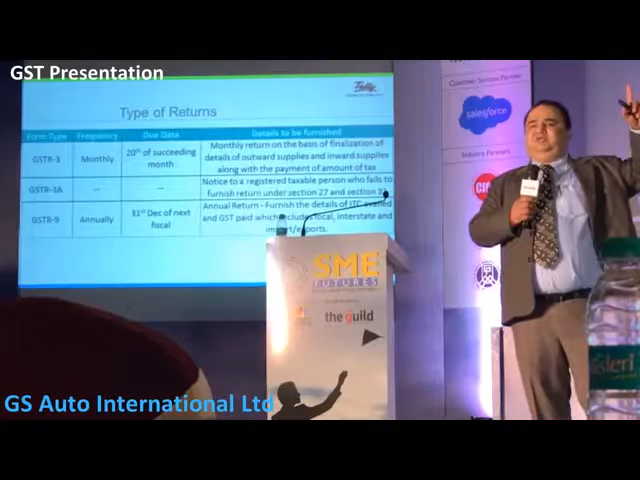 GST Presentation
Tally
Type of Returns
Form Type Frequency Due Data Details to be furnished
GSTR-3 Monthly 20th of succeeding month Monthly return on the basis of finalization of details of outward supplies and inward supplies along with the payment of amount of tax
GSTR-3A -- -- Notice to a registered taxable person who fails to furnish return under section 27 and section
GSTR-9 Annually 31st Dec of next fiscal Annual Return - Furnish the details of ITC availed and GST paid which includes local, interstate and import/exports.
Customer Success Partner
salesforce
Industry Partners
SME
FUTURES
the guild
GS Auto International Ltd